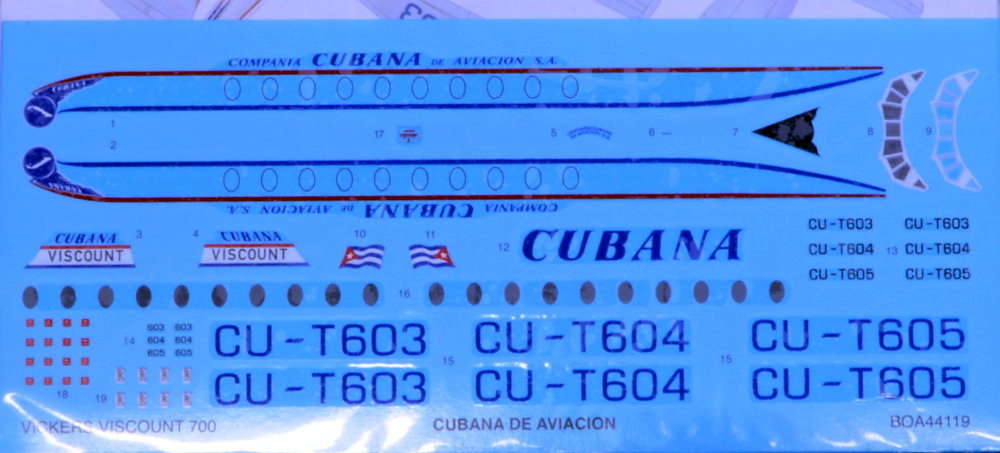 COMPANIA CUBANA DE AVIACION S.A.
CUBANA
1
2
17
5
6
7
8
9
CUBANA
COMPANIA CUBANA DE AVIACION S.A.
CUBANA
VISCOUNT
3
4
CUBANA
VISCOUNT
10
11
12
CUBANA
CU-T603
CU-T603
CU-T604
13
CU-T604
CU-T605
CU-T605
16
14
603 603
604 604
605 605
CU-T603
CU-T604
CU-T605
15
15
CU-T603
CU-T604
CU-T605
18
19
VICKERS VISCOUNT 700
CUBANA DE AVIACION
BOA44119